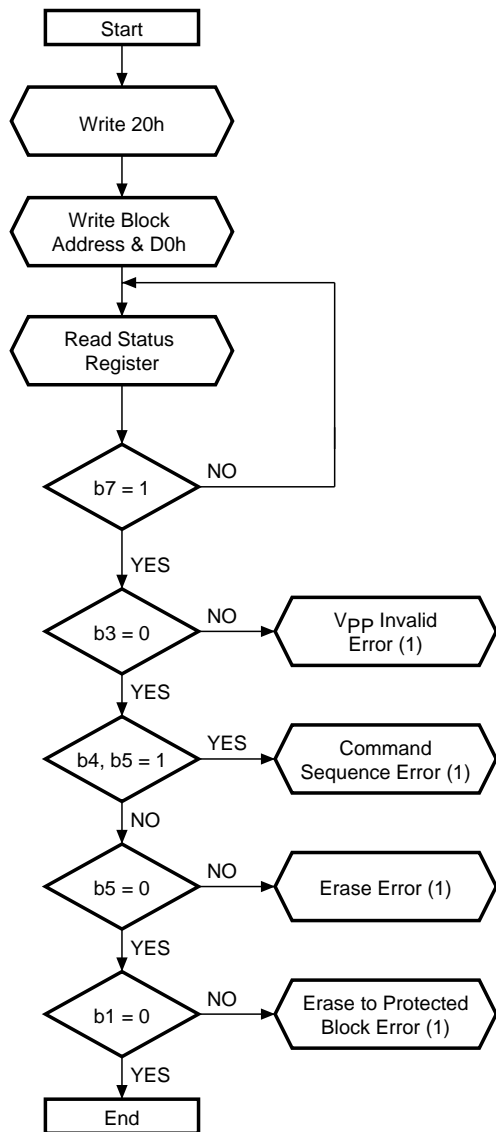 Start
Write 20h
Write Block
Address & D0h
Read Status
Register
b7 = 1
NO
YES
b3 = 0
NO
VPP Invalid
Error (1)
YES
b4, b5 = 1
YES
Command
Sequence Error (1)
NO
b5 = 0
NO
Erase Error (1)
YES
b1 = 0
NO
Erase to Protected
Block Error (1)
YES
End